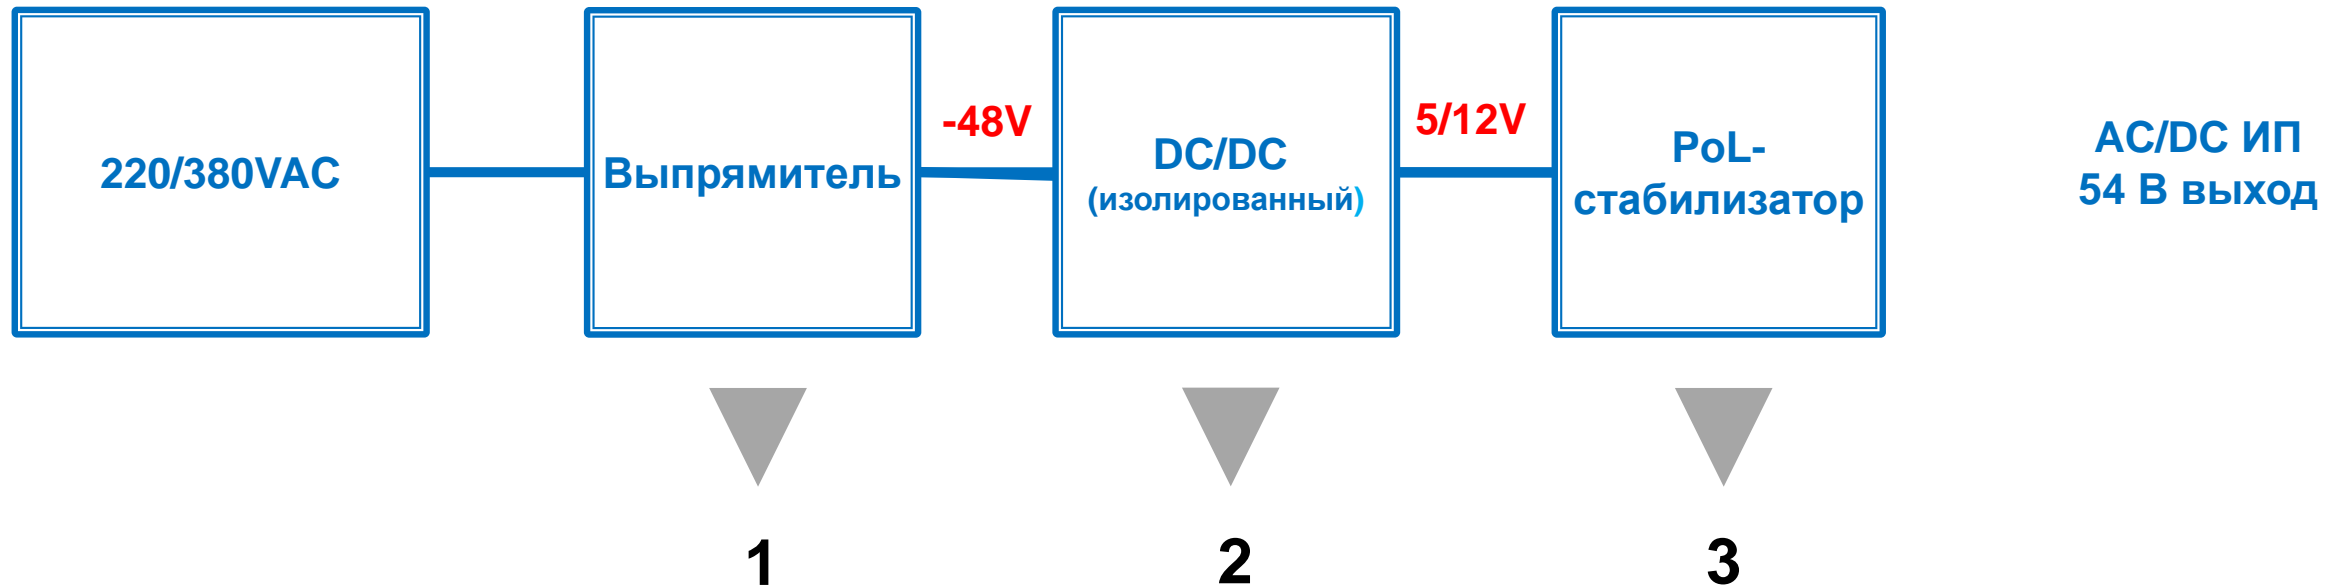 220/380VAC
Выпрямитель
-48V
DC/DC
(изолированный)
5/12V
PoL-
стабилизатор
AC/DC ИП
54 В выход
1
2
3